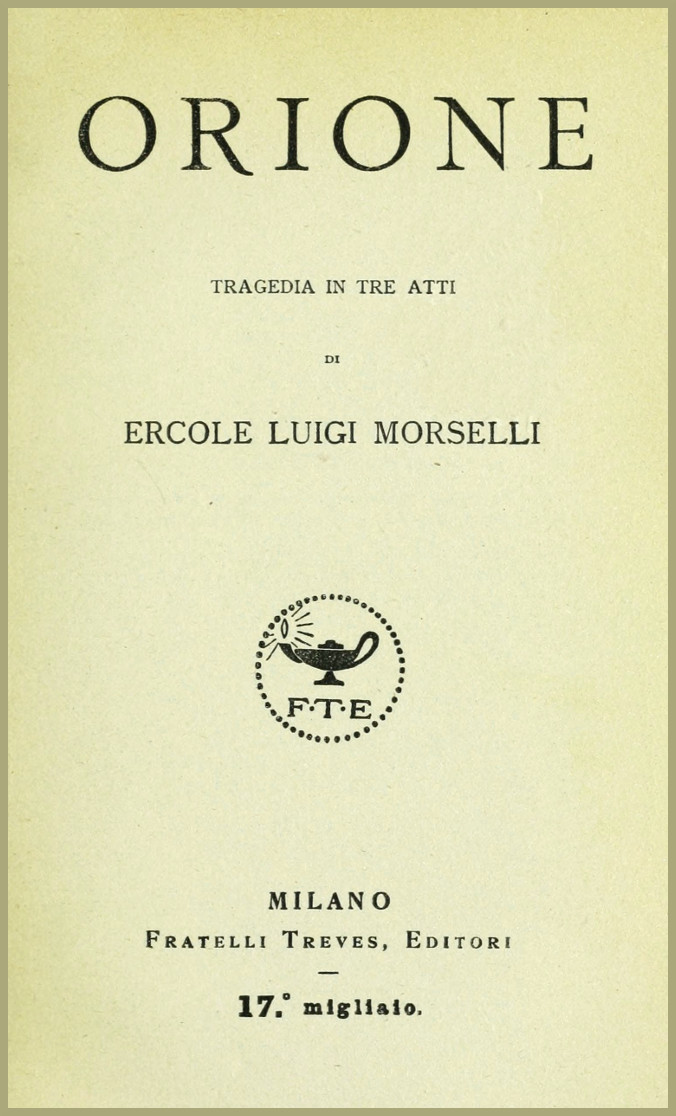 ORIONE
TRAGEDIA IN TRE ATTI
DI
ERCOLE LUIGI MORSELLI
F·T·E
MILANO
FRATELLI TREVES, EDITORI
17.° migliaio.